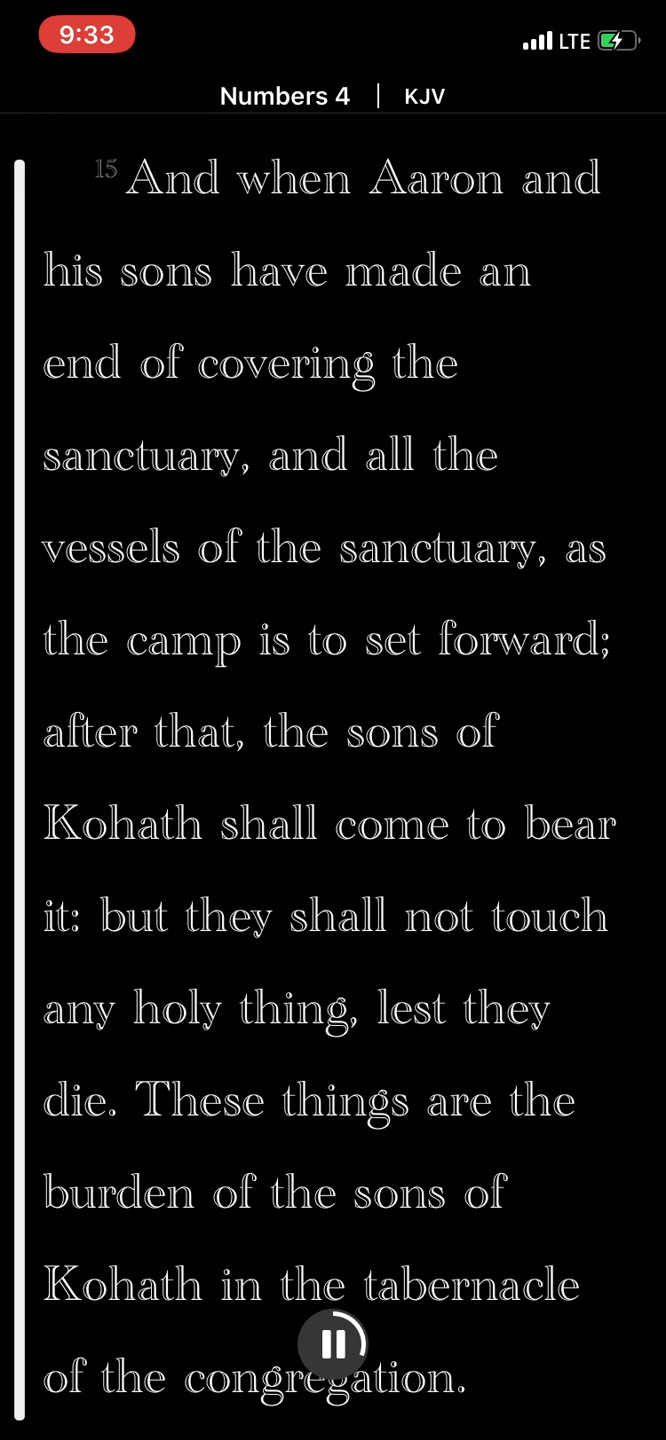 9:33 LTE
Numbers 4 | KJV
15 And when Aaron and
his sons have made an
end of covering the
sanctuary, and all the
vessels of the sanctuary, as
the camp is to set forward;
after that, the sons of
Kohath shall come to bear
it: but they shall not touch
any holy thing, lest they
die. These things are the
burden of the sons of
Kohath in the tabernacle
of the congregation.